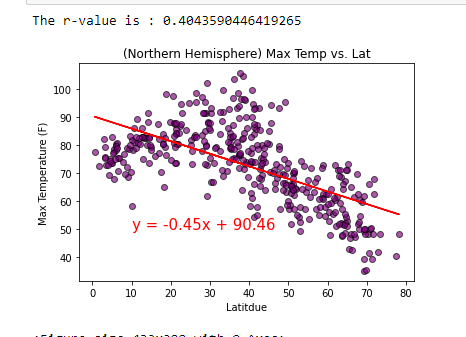 The r-value is : 0.4043590446419265
(Northern Hemisphere) Max Temp vs. Lat
100
90
80
70
60
50
40
Max Temperature (F)
y = -0.45x + 90.46
0 10 20 30 40 50 60 70 80
Latitdue